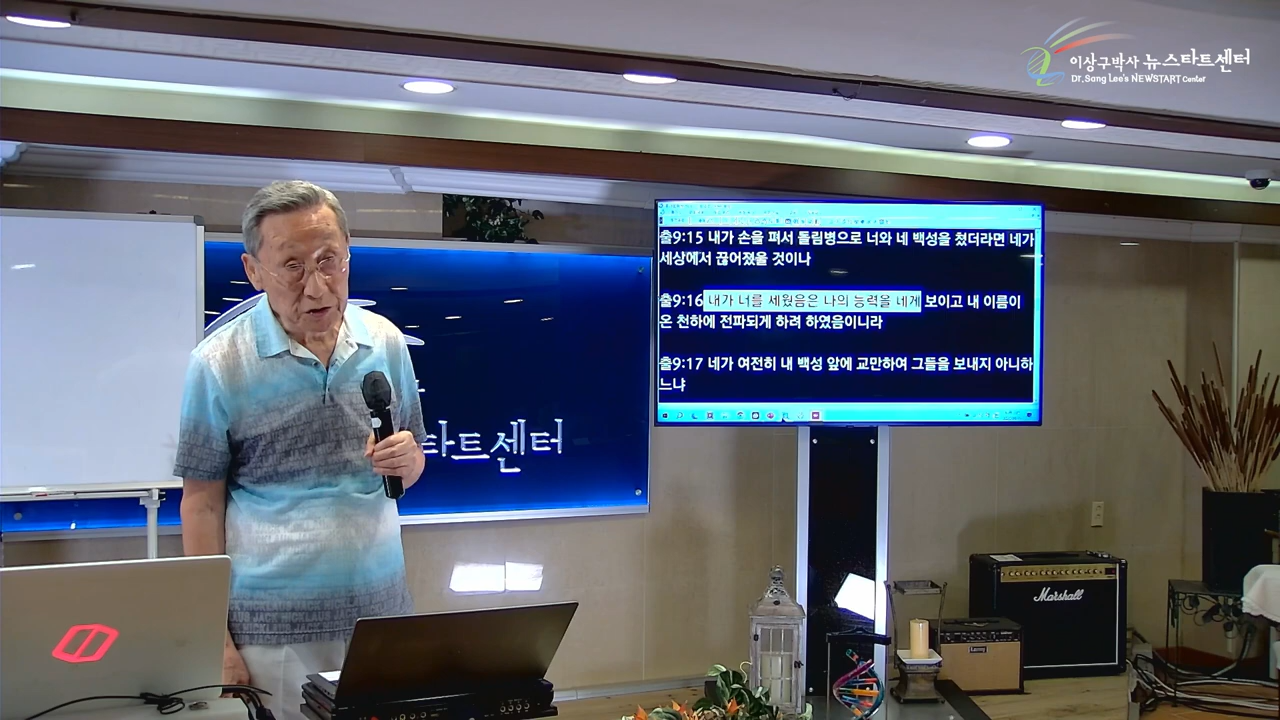 이상구박사 뉴스타트센터
Dr. Sang Lee's NEWSTART Center
출9:15 내가 손을 펴서 돌림병으로 너와 네 백성을 쳤더라면 네가
세상에서 끊어졌을 것이나
출9:16 내가 너를 세웠음은 나의 능력을 네게 보이고 내 이름이
온 천하에 전파되게 하려 하였음이니라
출9:17 네가 여전히 내 백성 앞에 교만하여 그들을 보내지 아니하
느냐
타트센터
Marshall
Laney
JACK NICKLAUS